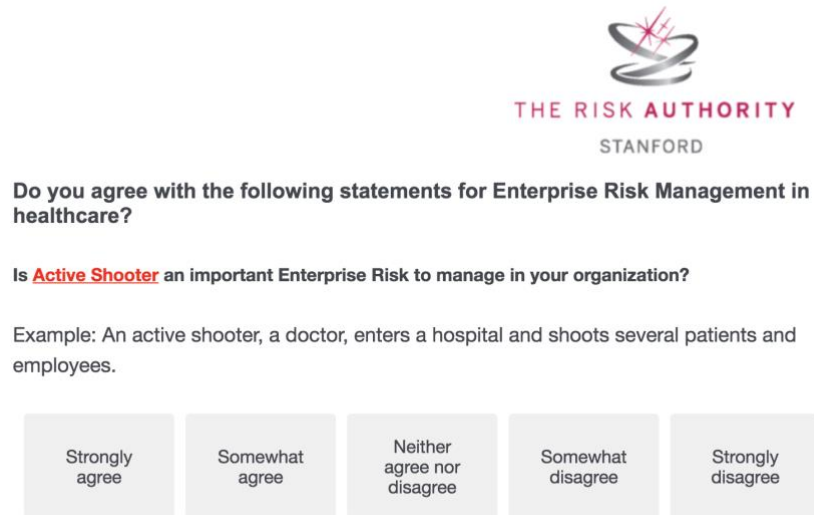 THE RISK AUTHORITY
STANFORD
Do you agree with the following statements for Enterprise Risk Management in
healthcare?
Is Active Shooter an important Enterprise Risk to manage in your organization?
Example: An active shooter, a doctor, enters a hospital and shoots several patients and
employees.
Strongly
agree
Somewhat
agree
Neither
agree nor
disagree
Somewhat
disagree
Strongly
disagree